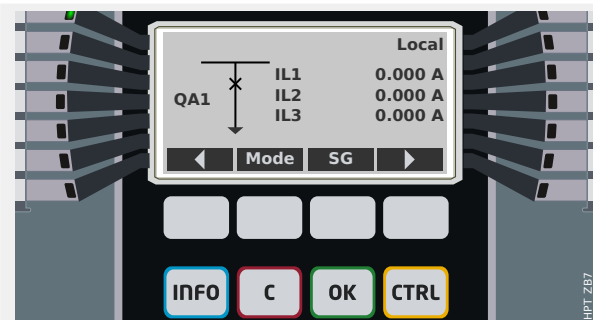 Local
IL1 0.000 A
QA1
IL2 0.000 A
IL3 0.000 A
Mode SG
INFO C OK CTRL
HPT ZB7